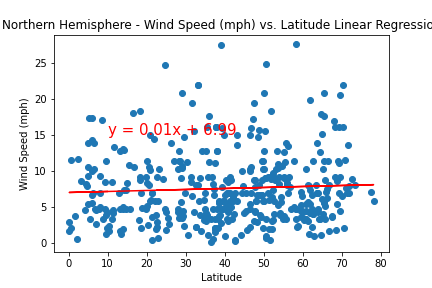 Northern Hemisphere - Wind Speed (mph) vs. Latitude Linear Regressio
25
20
15
10
5
0
Wind Speed (mph)
y = 0.01x + 6.99
0 10 20 30 40 50 60 70 80
Latitude